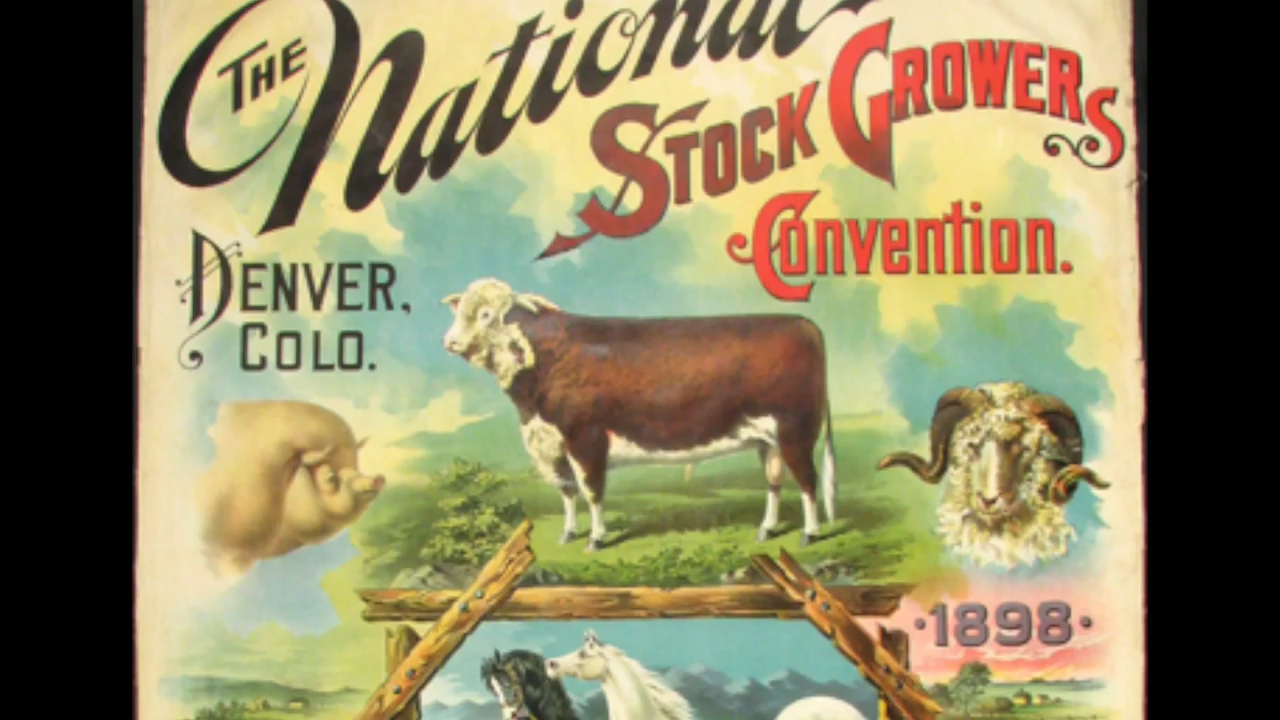 THE National
STOCK GROWERS
Convention.
DENVER,
COLO.
·1898·